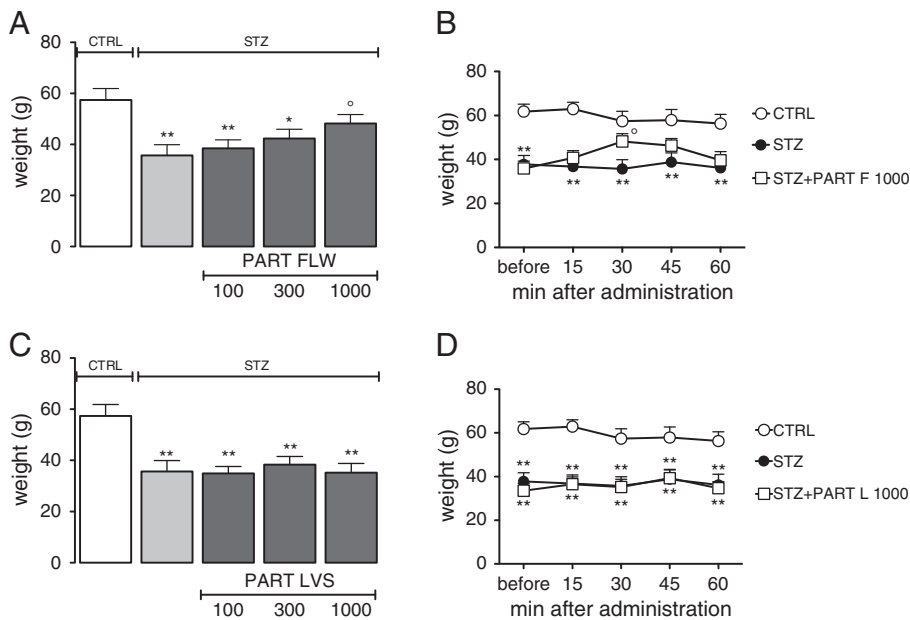 A
CTRL STZ
80
60
40
20
0
weight (g)
** ** * °
PART FLW
100 300 1000
B
80
60
40
20
0
weight (g)
**
°
** ** ** **
before 15 30 45 60
min after administration
CTRL
STZ
STZ+PART F 1000
C
CTRL STZ
80
60
40
20
0
weight (g)
** ** ** **
PART LVS
100 300 1000
D
80
60
40
20
0
weight (g)
** ** ** ** **
** ** ** ** **
before 15 30 45 60
min after administration
CTRL
STZ
STZ+PART L 1000